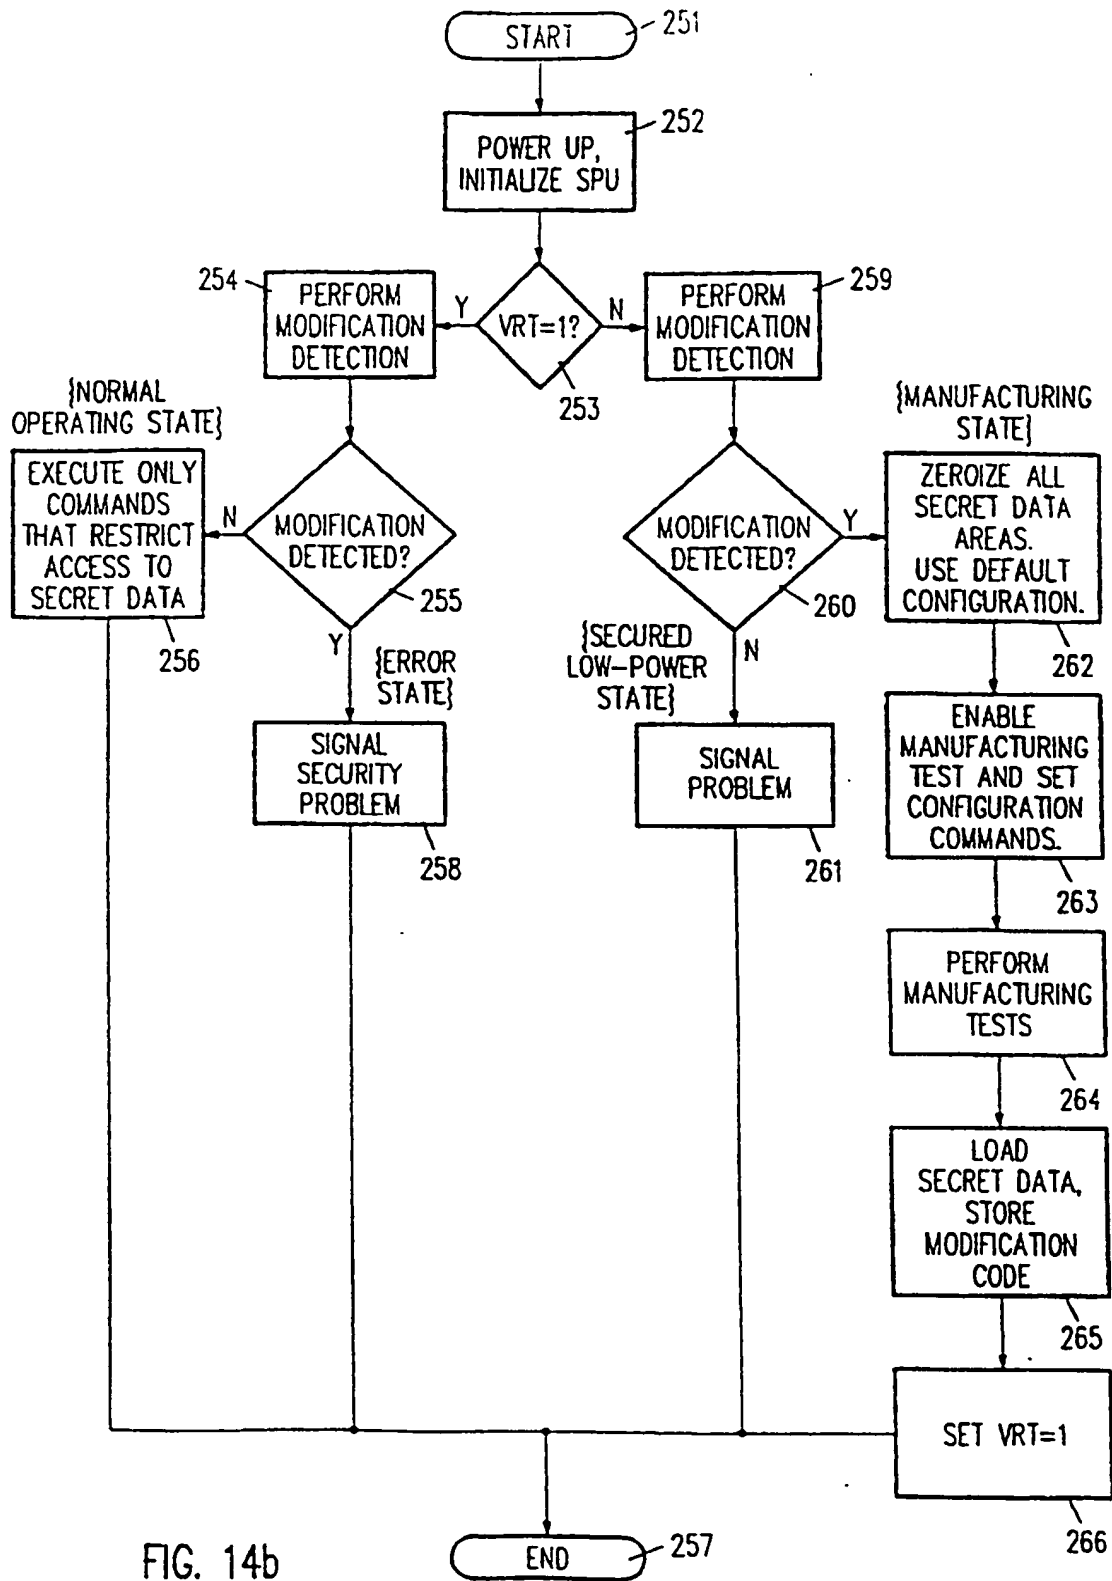 START
251
POWER UP,
INITIALIZE SPU
252
254
PERFORM
MODIFICATION
DETECTION
Y
VRT=1?
253
N
PERFORM
MODIFICATION
DETECTION
259
{NORMAL
OPERATING STATE}
EXECUTE ONLY
COMMANDS
THAT RESTRICT
ACCESS TO
SECRET DATA
256
N
MODIFICATION
DETECTED?
255
Y
{ERROR
STATE}
SIGNAL
SECURITY
PROBLEM
258
MODIFICATION
DETECTED?
260
Y
N
{SECURED
LOW-POWER
STATE}
SIGNAL
PROBLEM
261
{MANUFACTURING
STATE}
ZEROIZE ALL
SECRET DATA
AREAS.
USE DEFAULT
CONFIGURATION.
262
ENABLE
MANUFACTURING
TEST AND SET
CONFIGURATION
COMMANDS.
263
PERFORM
MANUFACTURING
TESTS
264
LOAD
SECRET DATA,
STORE
MODIFICATION
CODE
265
SET VRT=1
266
END
257
FIG. 14b